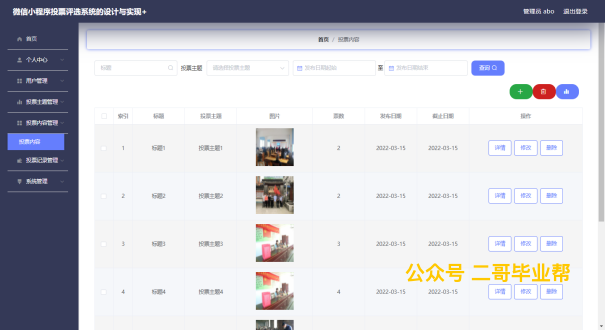 微信小程序投票评选系统的设计与实现+
管理员 abo 退出登录
首页
个人中心
用户管理
投票主题管理
投票内容管理
投票内容
投票记录管理
系统管理
首页 / 投票内容
标题 投票主题 请选择投票主题 发布日期起始 至 发布日期结束 查询
索引 标题 投票主题 图片 票数 发布日期 截止日期 操作
1 标题1 投票主题1 2 2022-03-15 2022-03-15 详情 修改 删除
2 标题2 投票主题2 2 2022-03-15 2022-03-15 详情 修改 删除
3 标题3 投票主题3 3 2022-03-15 2022-03-15 详情 修改 删除
4 标题4 投票主题4 4 2022-03-15 2022-03-15 详情 修改 删除
公众号 二哥毕业帮